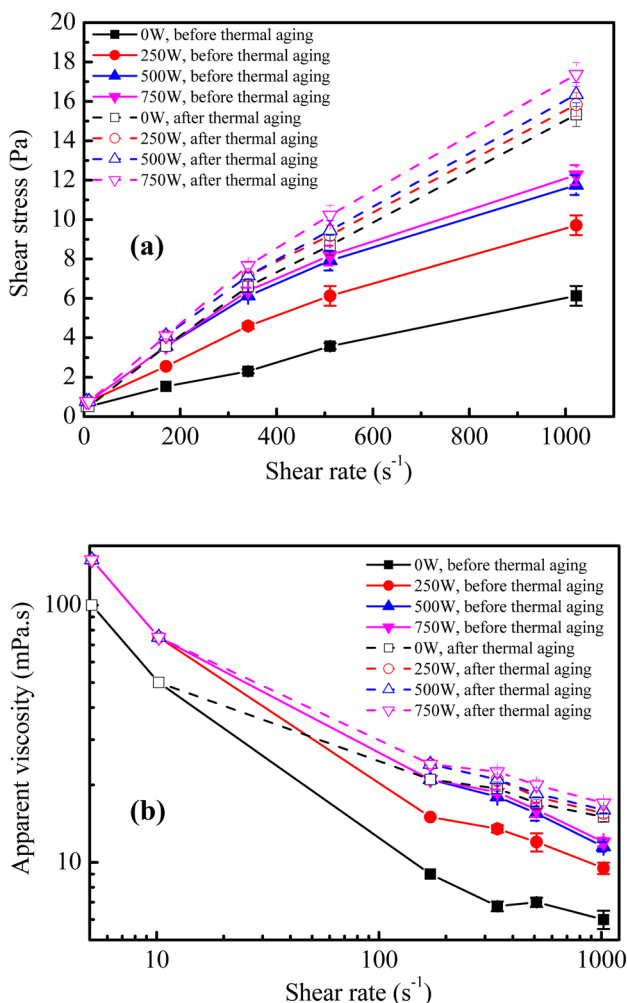 20
18
16
14
12
10
8
6
4
2
0
Shear stress (Pa)
0W, before thermal aging
250W, before thermal aging
500W, before thermal aging
750W, before thermal aging
0W, after thermal aging
250W, after thermal aging
500W, after thermal aging
750W, after thermal aging
(a)
0 200 400 600 800 1000
Shear rate (s⁻¹)
Apparent viscosity (mPa.s)
100
10
0W, before thermal aging
250W, before thermal aging
500W, before thermal aging
750W, before thermal aging
0W, after thermal aging
250W, after thermal aging
500W, after thermal aging
750W, after thermal aging
(b)
10 100 1000
Shear rate (s⁻¹)